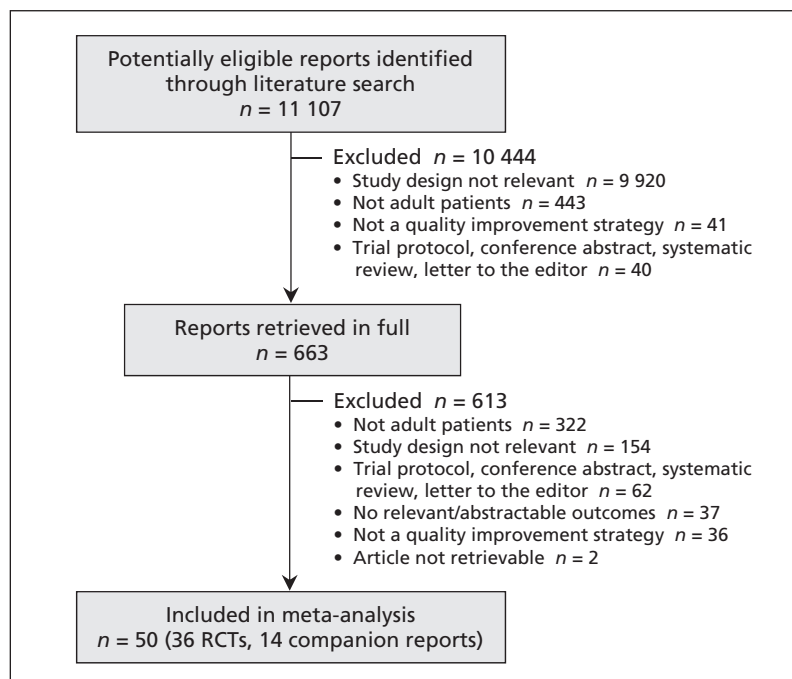 Potentially eligible reports identified
through literature search
n = 11 107
Excluded n = 10 444
• Study design not relevant n = 9 920
• Not adult patients n = 443
• Not a quality improvement strategy n = 41
• Trial protocol, conference abstract, systematic
review, letter to the editor n = 40
Reports retrieved in full
n = 663
Excluded n = 613
• Not adult patients n = 322
• Study design not relevant n = 154
• Trial protocol, conference abstract, systematic
review, letter to the editor n = 62
• No relevant/abstractable outcomes n = 37
• Not a quality improvement strategy n = 36
• Article not retrievable n = 2
Included in meta-analysis
n = 50 (36 RCTs, 14 companion reports)